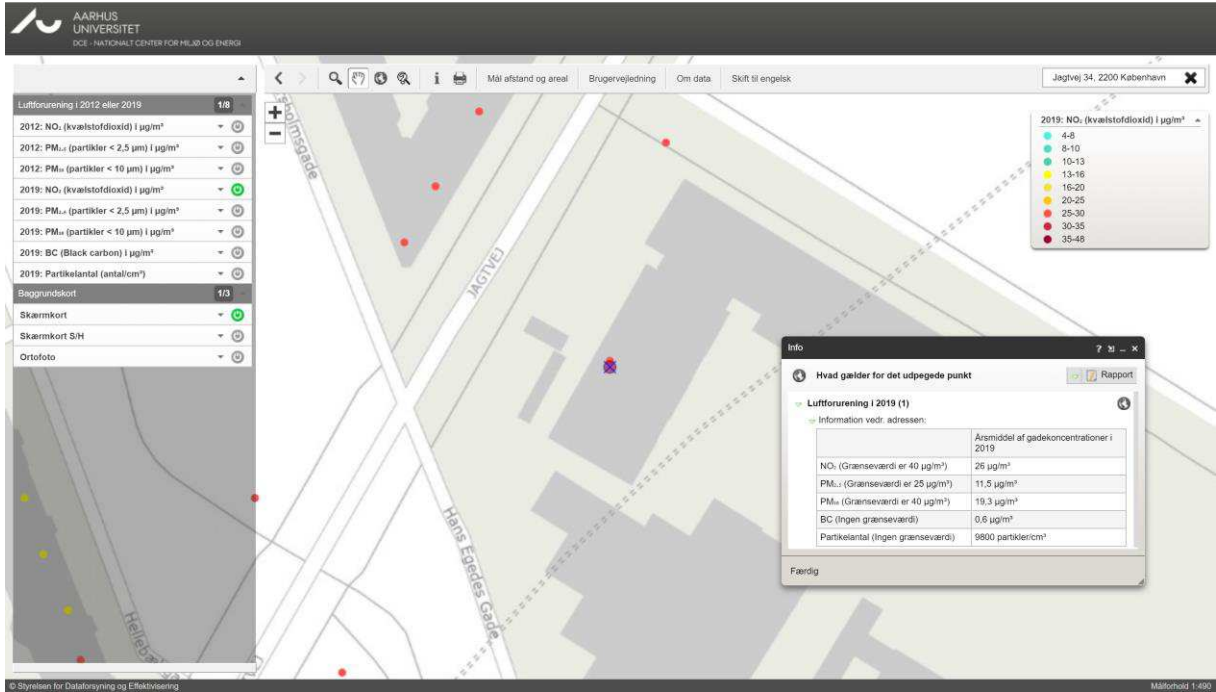 AARHUS
UNIVERSITET
DCE - NATIONALT CENTER FOR MILJØ OG ENERGI
Mål afstand og areal
Brugervejledning
Om data
Skift til engelsk
Jagtvej 34, 2200 København
Luftforurening i 2012 eller 2019 1/8
2012: NO₂ (kvælstofdioxid) i µg/m³
2012: PM₂.₅ (partikler < 2,5 µm) i µg/m³
2012: PM₁₀ (partikler < 10 µm) i µg/m³
2019: NO₂ (kvælstofdioxid) i µg/m³
2019: PM₂.₅ (partikler < 2,5 µm) i µg/m³
2019: PM₁₀ (partikler < 10 µm) i µg/m³
2019: BC (Black carbon) i µg/m³
2019: Partikelantal (antal/cm³)
Baggrundskort 1/3
Skærmkort
Skærmkort S/H
Ortofoto
JAGTVEJ
Hans Egedes Gade
2019: NO₂ (kvælstofdioxid) i µg/m³
4-8
8-10
10-13
13-16
16-20
20-25
25-30
30-35
35-48
Info
Hvad gælder for det udpegede punkt
Rapport
Luftforurening i 2019 (1)
Information vedr. adressen:
Årsmiddel af gadekoncentrationer i
2019
NO₂ (Grænseværdi er 40 µg/m³) 26 µg/m³
PM₂.₅ (Grænseværdi er 25 µg/m³) 11,5 µg/m³
PM₁₀ (Grænseværdi er 40 µg/m³) 19,3 µg/m³
BC (Ingen grænseværdi) 0,6 µg/m³
Partikelantal (Ingen grænseværdi) 9800 partikler/cm³
Færdig
© Styrelsen for Dataforsyning og Effektivisering
Målforhold 1:490